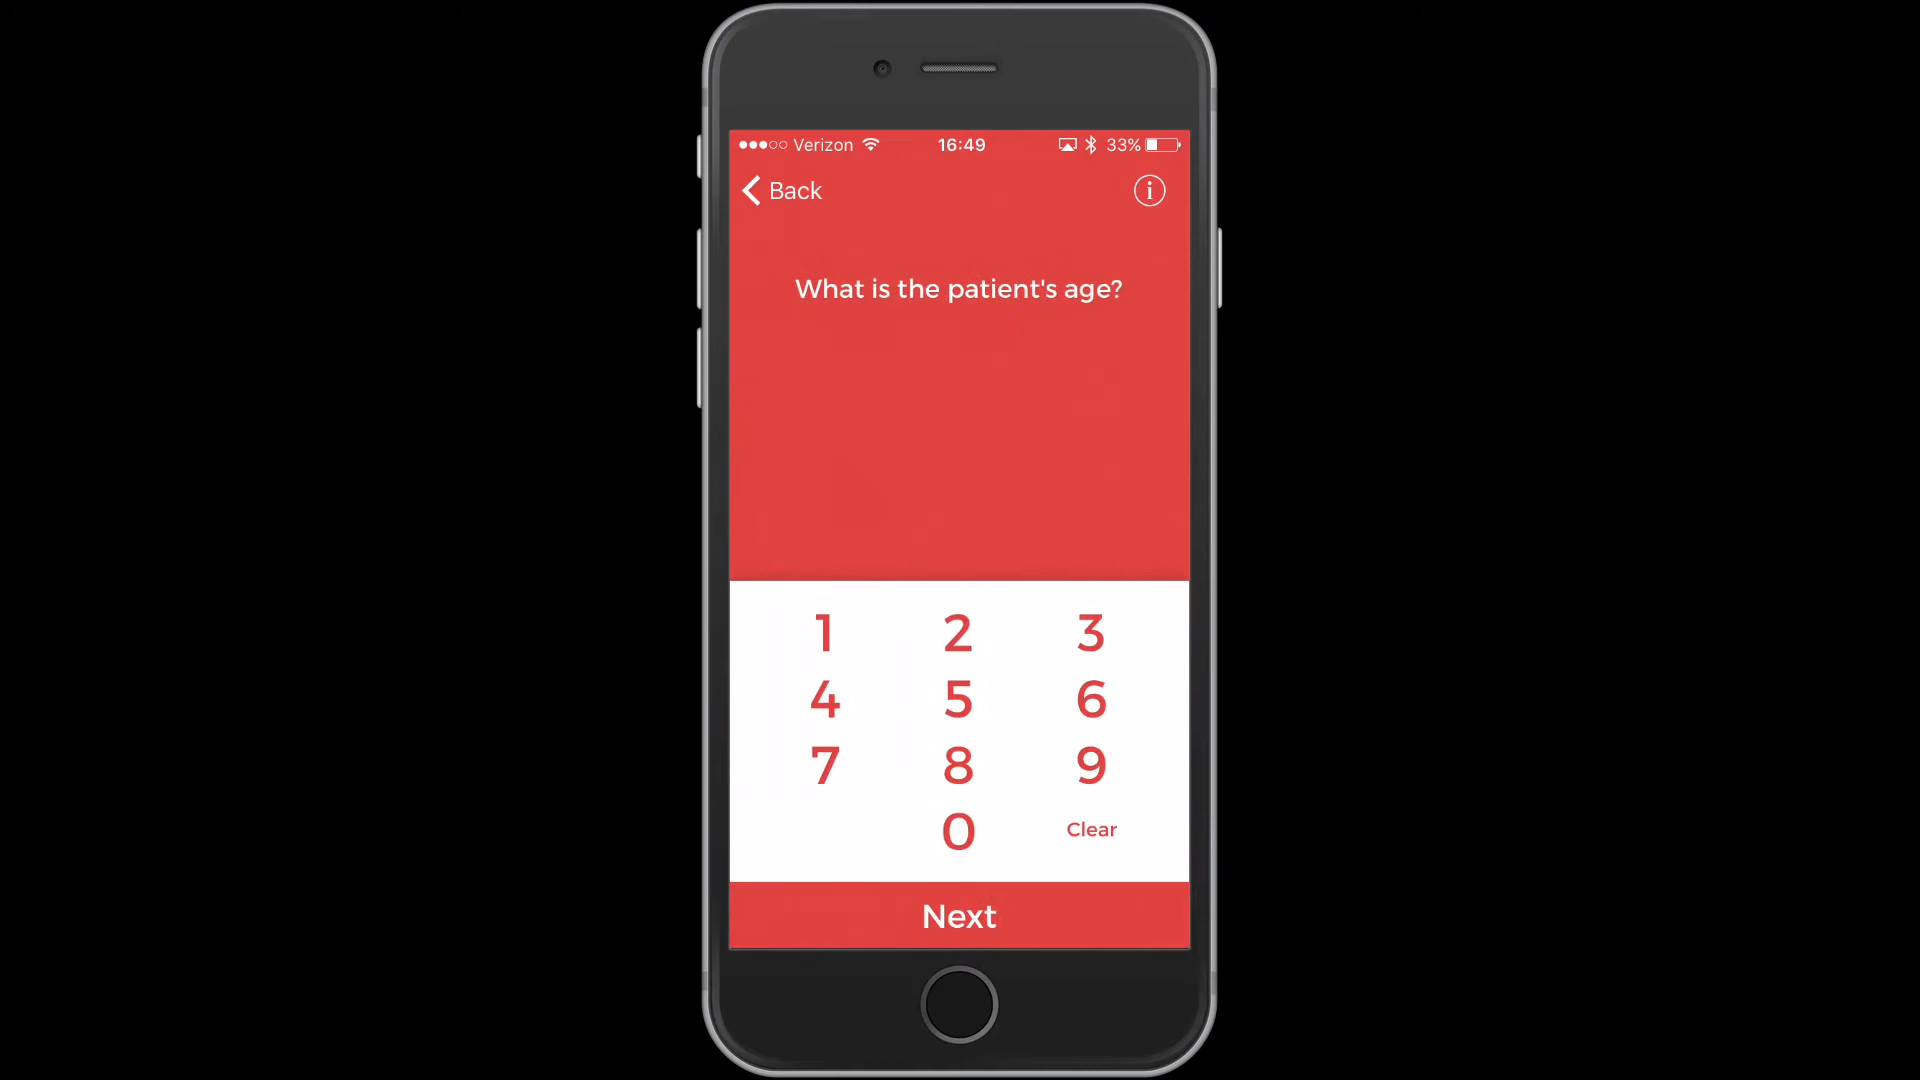 Verizon 16:49 33%
Back
What is the patient's age?
1 2 3
4 5 6
7 8 9
0 Clear
Next